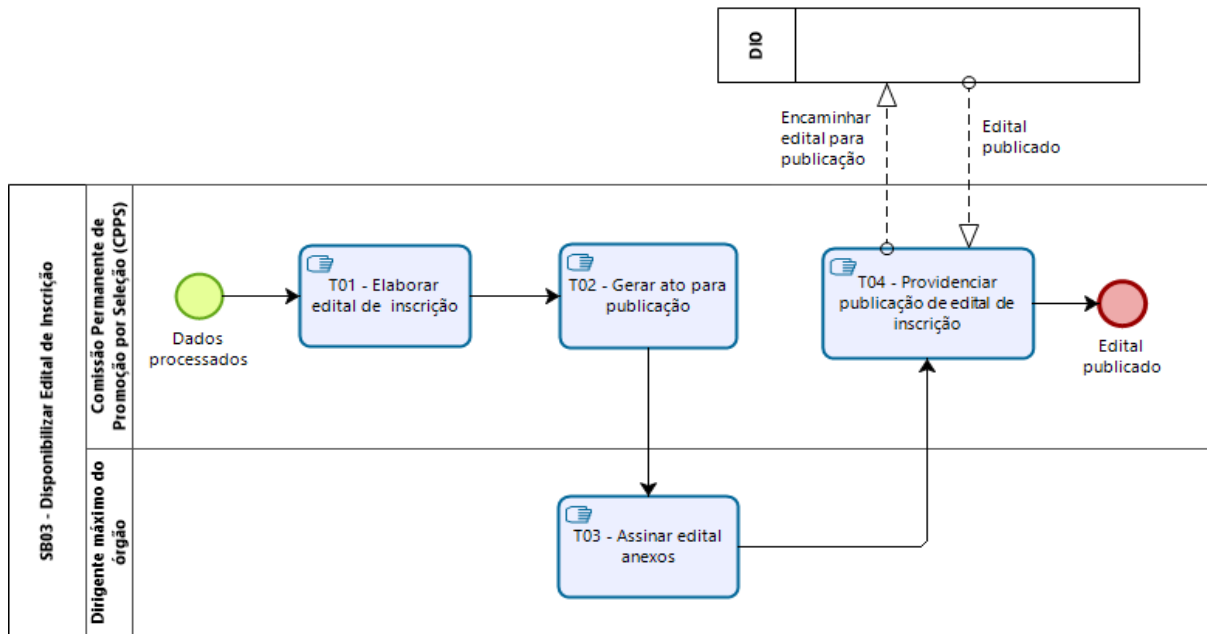 DIO
Encaminhar
edital para
publicação
Edital
publicado
SB03 - Disponibilizar Edital de Inscrição
Comissão Permanente de
Promoção por Seleção (CPPS)
Dados
processados
T01 - Elaborar
edital de inscrição
T02 - Gerar ato para
publicação
T04 - Providenciar
publicação de edital de
inscrição
Edital
publicado
Dirigente máximo do
órgão
T03 - Assinar edital
anexos